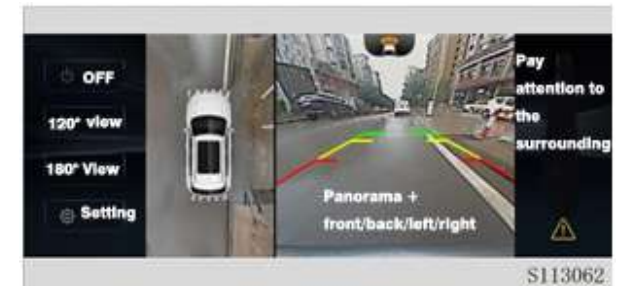 OFF
120° view
180° View
Setting
Panorama +
front/back/left/right
Pay
attention to
the
surrounding
S113062